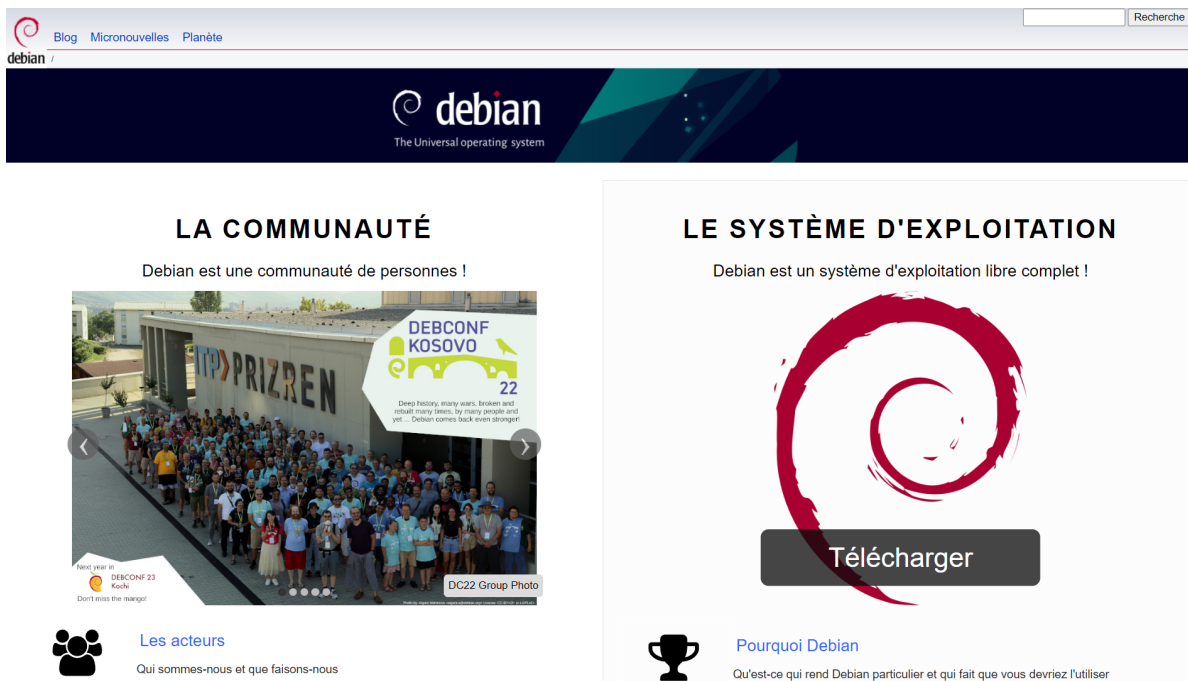 Recherche
Blog Micronouvelles Planète
debian /
debian
The Universal operating system
LA COMMUNAUTÉ
Debian est une communauté de personnes !
ITP>PRIZREN
DEBCONF
KOSOVO
22
Deep history, many wars, broken and
rebuilt many times, by many people and
yet ... Debian comes back even stronger!
Next year in
DEBCONF 23
Kochi
Don't miss the mango!
DC22 Group Photo
Les acteurs
Qui sommes-nous et que faisons-nous
LE SYSTÈME D'EXPLOITATION
Debian est un système d'exploitation libre complet !
Télécharger
Pourquoi Debian
Qu'est-ce qui rend Debian particulier et qui fait que vous devriez l'utiliser